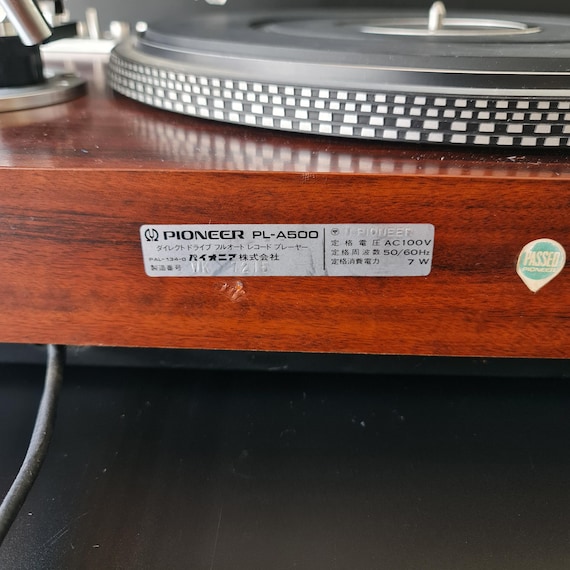 PIONEER PL-A500
ダイレクトドライブ フルオート レコード プレーヤー
PAL-134-0 パイオニア株式会社
製造番号
PIONEER
定格電圧 AC100V
定格周波数 50/60Hz
定格消費電力 7W
PASSED
PIONEER